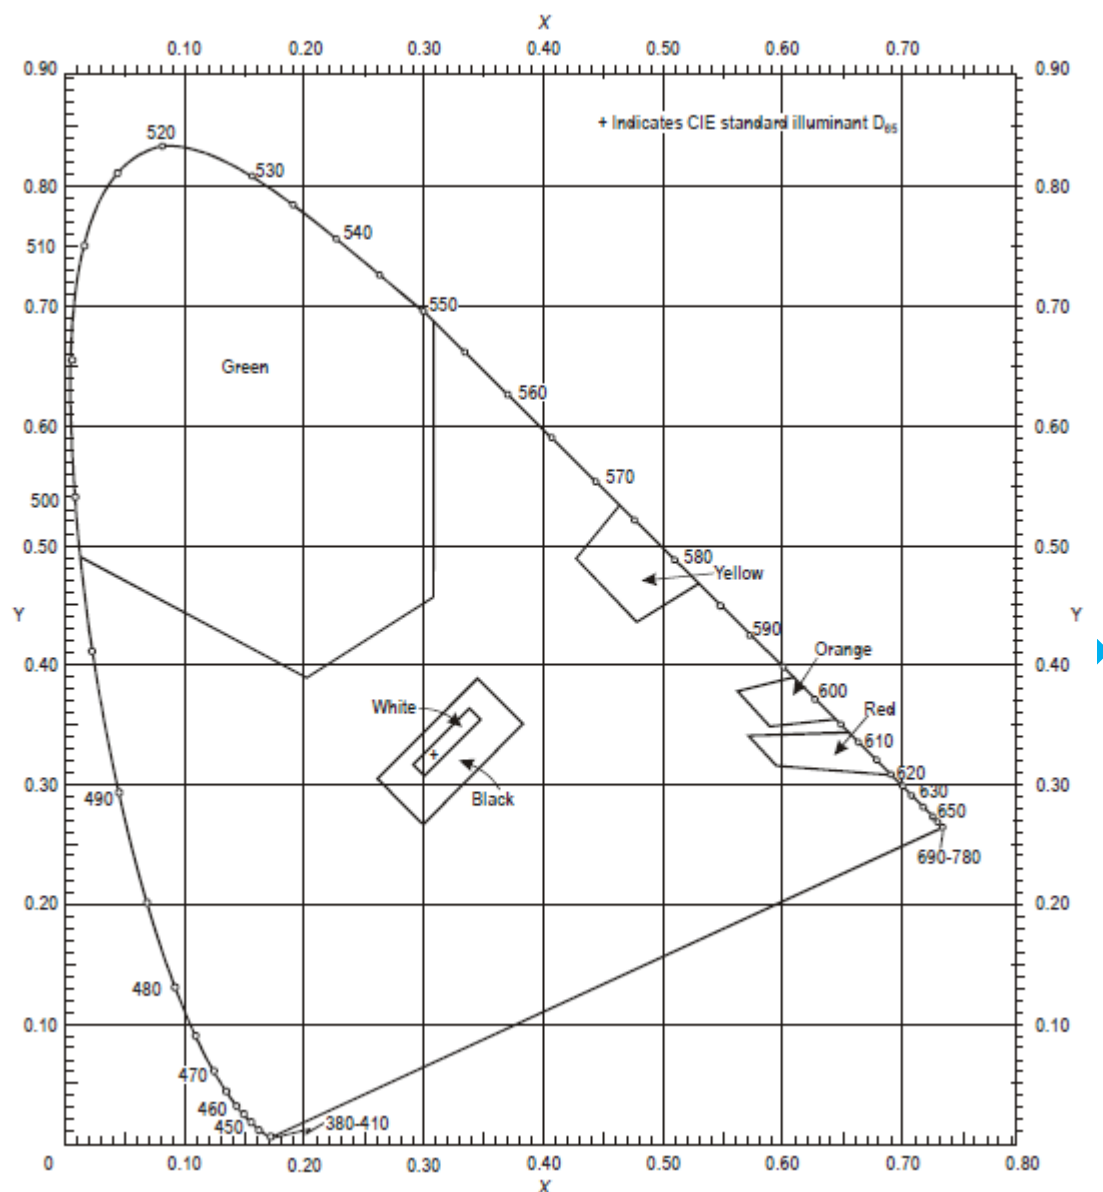 X
0.10 0.20 0.30 0.40 0.50 0.60 0.70
0.90 0.90
+ Indicates CIE standard illuminant D65
520
530
0.80 0.80
540
510
550
0.70 0.70
Green
560
0.60 0.60
570
500
0.50 0.50
580
Yellow
Y Y
590
Orange
0.40 0.40
600
White Red
610
620
0.30 0.30
490 Black 630
650
690-780
0.20 0.20
480
0.10 0.10
470
460
450 380-410
0 0.10 0.20 0.30 0.40 0.50 0.60 0.70 0.80
X